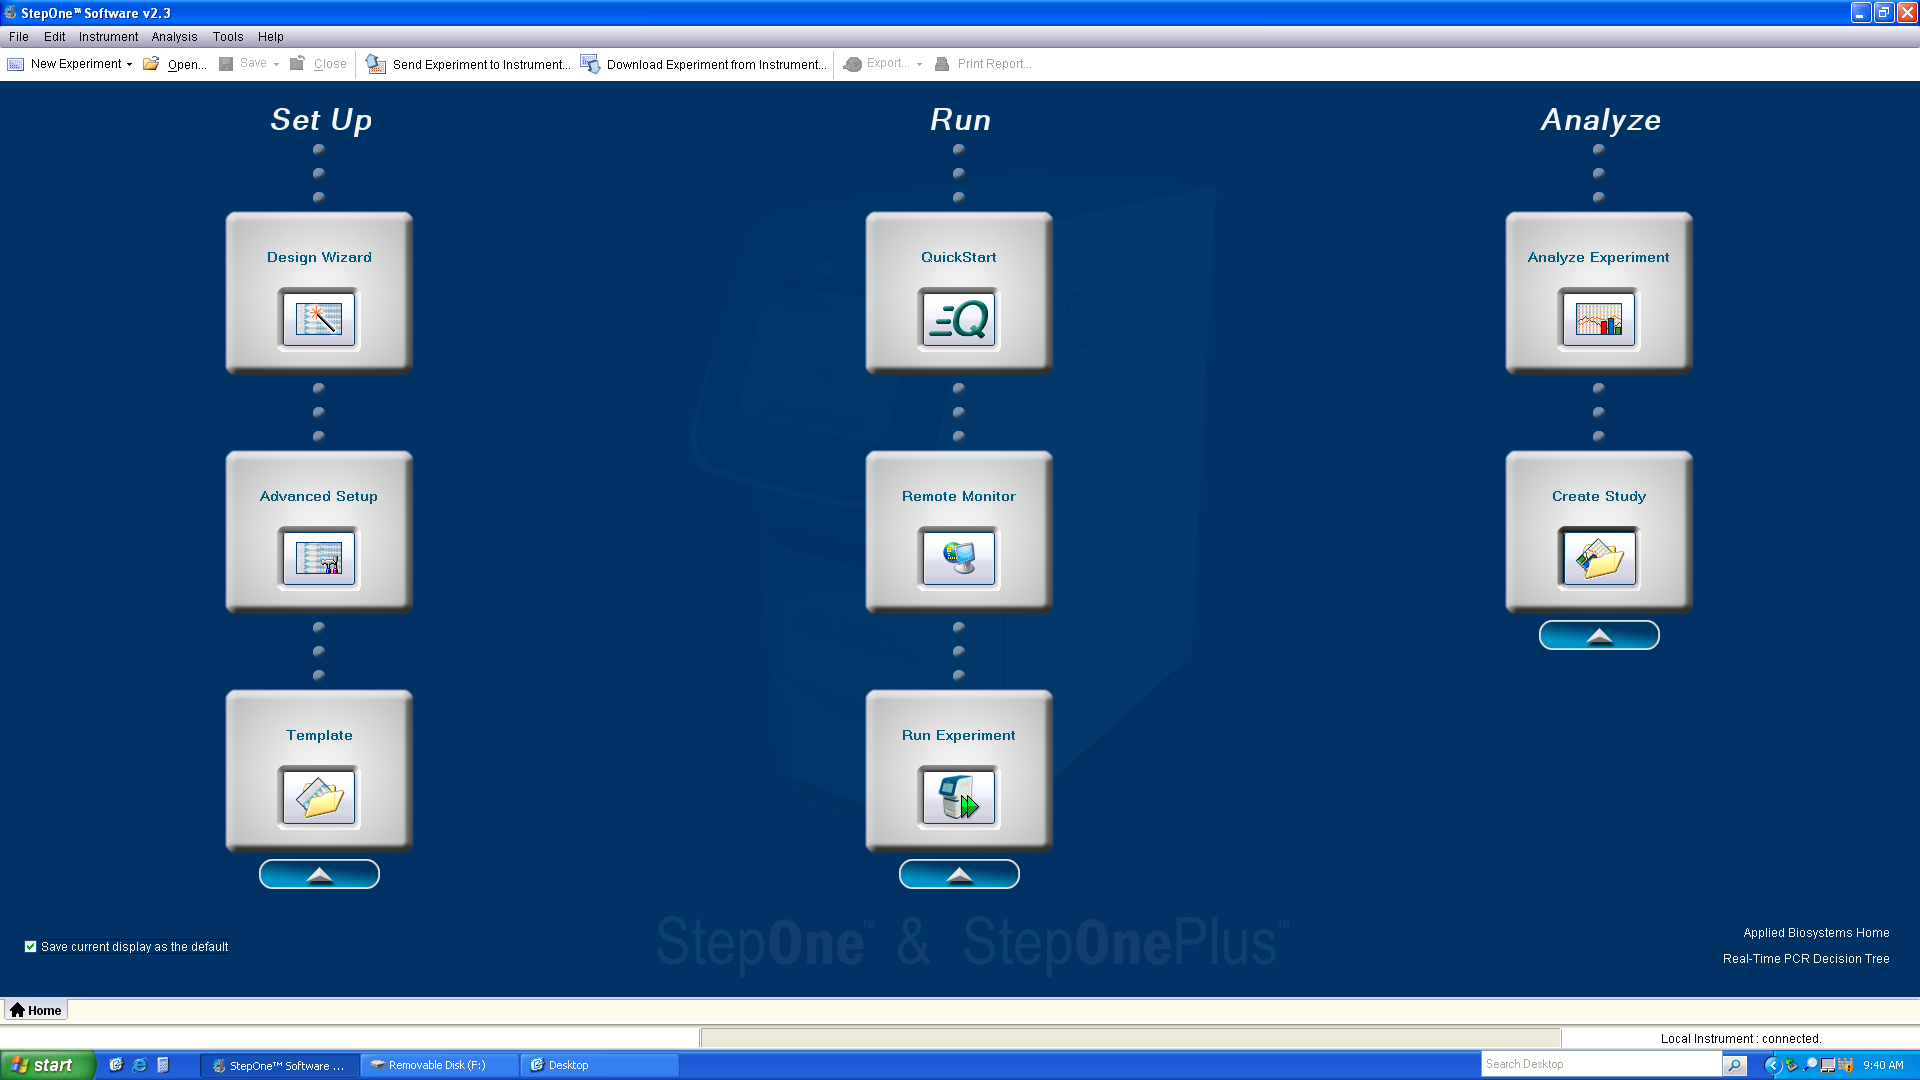 StepOne™ Software v2.3
File Edit Instrument Analysis Tools Help
New Experiment Open... Save Close Send Experiment to Instrument... Download Experiment from Instrument... Export... Print Report...
Set Up Run Analyze
Design Wizard QuickStart Analyze Experiment
Advanced Setup Remote Monitor Create Study
Template Run Experiment
StepOne™ & StepOnePlus™
Save current display as the default
Applied Biosystems Home
Real-Time PCR Decision Tree
Home
Local Instrument : connected.
start StepOne™ Software ... Removable Disk (F:) Desktop Search Desktop 9:40 AM